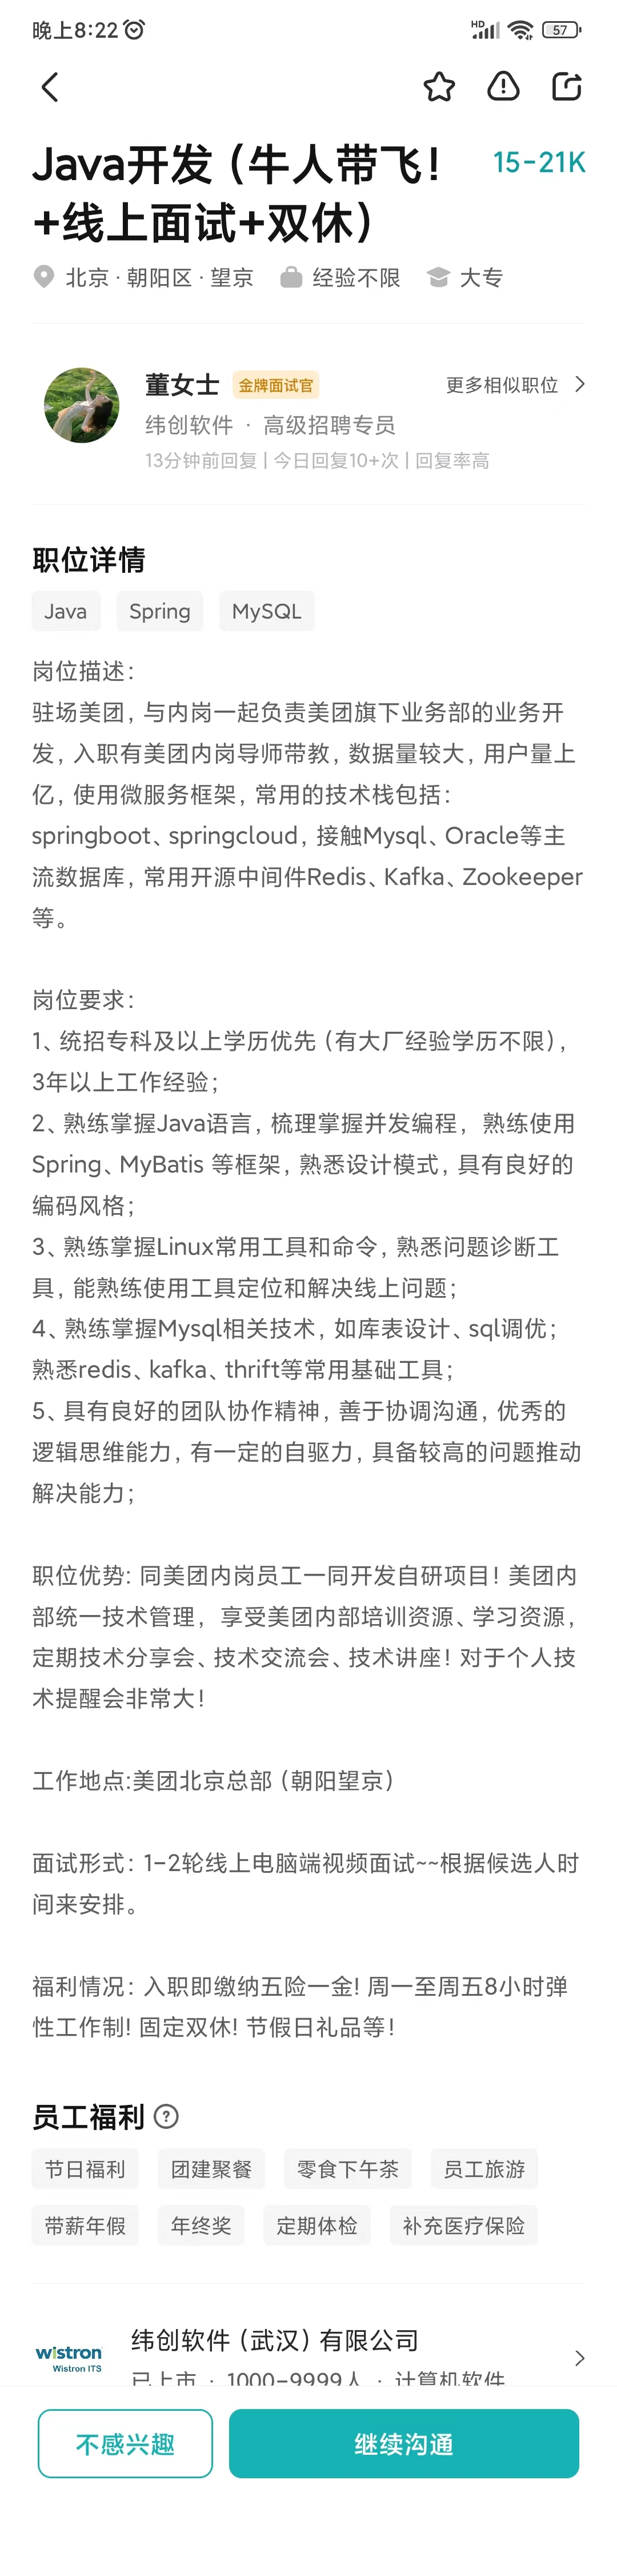 晚上8:22
HD
57
Java开发（牛人带飞！
+线上面试+双休）
15-21K
北京·朝阳区·望京 经验不限 大专
董女士 金牌面试官 更多相似职位
纬创软件 · 高级招聘专员
13分钟前回复 | 今日回复10+次 | 回复率高
职位详情
Java Spring MySQL
岗位描述：
驻场美团，与内岗一起负责美团旗下业务部的业务开
发，入职有美团内岗导师带教，数据量较大，用户量上
亿，使用微服务框架，常用的技术栈包括：
springboot、springcloud，接触Mysql、Oracle等主
流数据库，常用开源中间件Redis、Kafka、Zookeeper
等。
岗位要求：
1、统招专科及以上学历优先（有大厂经验学历不限），
3年以上工作经验；
2、熟练掌握Java语言，梳理掌握并发编程， 熟练使用
Spring、MyBatis 等框架，熟悉设计模式，具有良好的
编码风格；
3、熟练掌握Linux常用工具和命令，熟悉问题诊断工
具，能熟练使用工具定位和解决线上问题；
4、熟练掌握Mysql相关技术，如库表设计、sql调优；
熟悉redis、kafka、thrift等常用基础工具；
5、具有良好的团队协作精神，善于协调沟通，优秀的
逻辑思维能力，有一定的自驱力，具备较高的问题推动
解决能力；
职位优势: 同美团内岗员工一同开发自研项目！美团内
部统一技术管理， 享受美团内部培训资源、学习资源，
定期技术分享会、技术交流会、技术讲座！对于个人技
术提醒会非常大！
工作地点:美团北京总部（朝阳望京）
面试形式：1-2轮线上电脑端视频面试~~根据候选人时
间来安排。
福利情况：入职即缴纳五险一金! 周一至周五8小时弹
性工作制! 固定双休! 节假日礼品等！
员工福利 ?
节日福利 团建聚餐 零食下午茶 员工旅游
带薪年假 年终奖 定期体检 补充医疗保险
wistron
Wistron ITS
纬创软件（武汉）有限公司
已上市 · 1000-9999人 · 计算机软件
不感兴趣 继续沟通